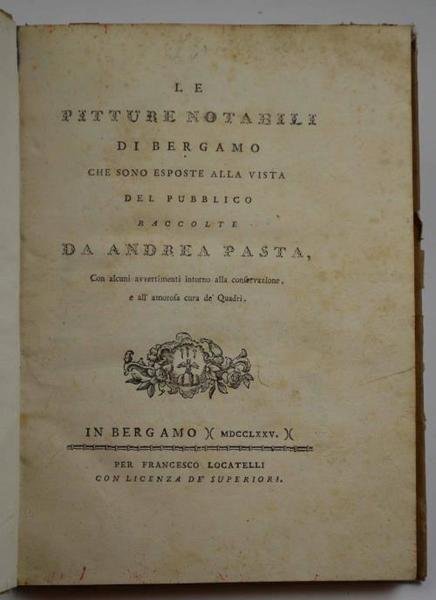 LE
PITTURE NOTABILI
DI BERGAMO
CHE SONO ESPOSTE ALLA VISTA
DEL PUBBLICO
RACCOLTE
DA ANDREA PASTA,
Con alcuni avvertimenti intorno alla conſervazione,
e all' amoroſa cura de' Quadri.
IN BERGAMO )( MDCCLXXV. )(
PER FRANCESCO LOCATELLI
CON LICENZA DE' SUPERIORI.